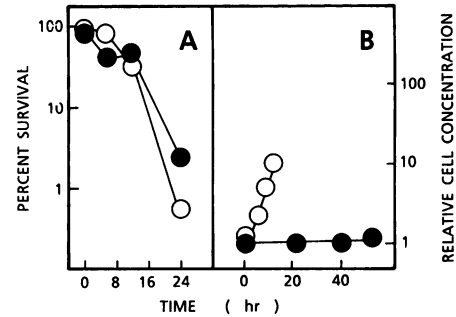 PERCENT SURVIVAL
100
10
1
A
0 8 16 24
B
0 20 40
100
10
1
RELATIVE CELL CONCENTRATION
TIME ( hr )